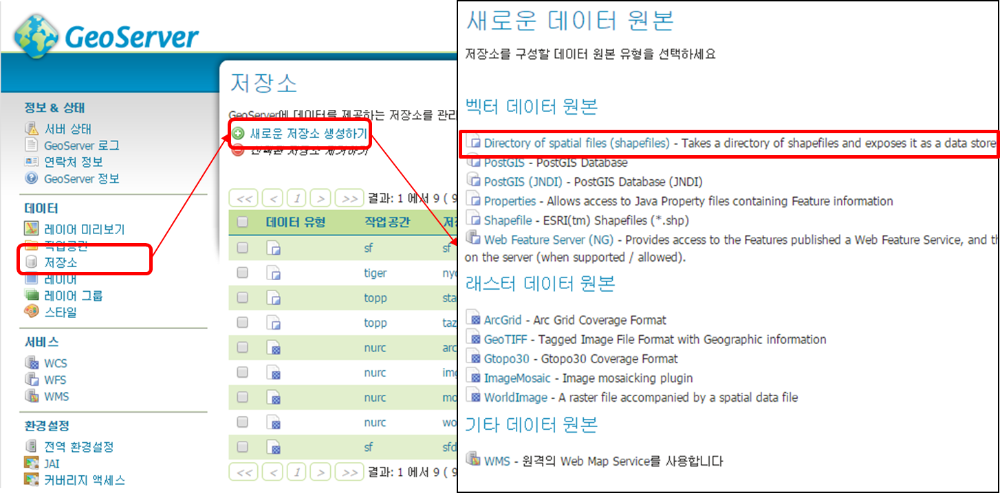 GeoServer
정보 & 상태
서버 상태
GeoServer 로그
연락처 정보
GeoServer 정보
데이터
레이어 미리보기
작업공간
저장소
레이어
레이어 그룹
스타일
서비스
WCS
WFS
WMS
환경설정
전역 환경설정
JAI
커버리지 액세스
저장소
GeoServer에 데이터를 제공하는 저장소를 관리
새로운 저장소 생성하기
선택한 저장소 제거하기
<< < 1 > >> 결과: 1 에서 9 ( 9
데이터 유형 작업공간 저장
sf sf
tiger nyc
topp sta
topp taz
nurc arc
nurc img
nurc mo
nurc wo
sf sfd
<< < 1 > >> 결과: 1 에서 9 ( 9
새로운 데이터 원본
저장소를 구성할 데이터 원본 유형을 선택하세요
벡터 데이터 원본
Directory of spatial files (shapefiles) - Takes a directory of shapefiles and exposes it as a data store
PostGIS - PostGIS Database
PostGIS (JNDI) - PostGIS Database (JNDI)
Properties - Allows access to Java Property files containing Feature information
Shapefile - ESRI(tm) Shapefiles (*.shp)
Web Feature Server (NG) - Provides access to the Features published a Web Feature Service, and th
on the server (when supported / allowed).
래스터 데이터 원본
ArcGrid - Arc Grid Coverage Format
GeoTIFF - Tagged Image File Format with Geographic information
Gtopo30 - Gtopo30 Coverage Format
ImageMosaic - Image mosaicking plugin
WorldImage - A raster file accompanied by a spatial data file
기타 데이터 원본
WMS - 원격의 Web Map Service를 사용합니다